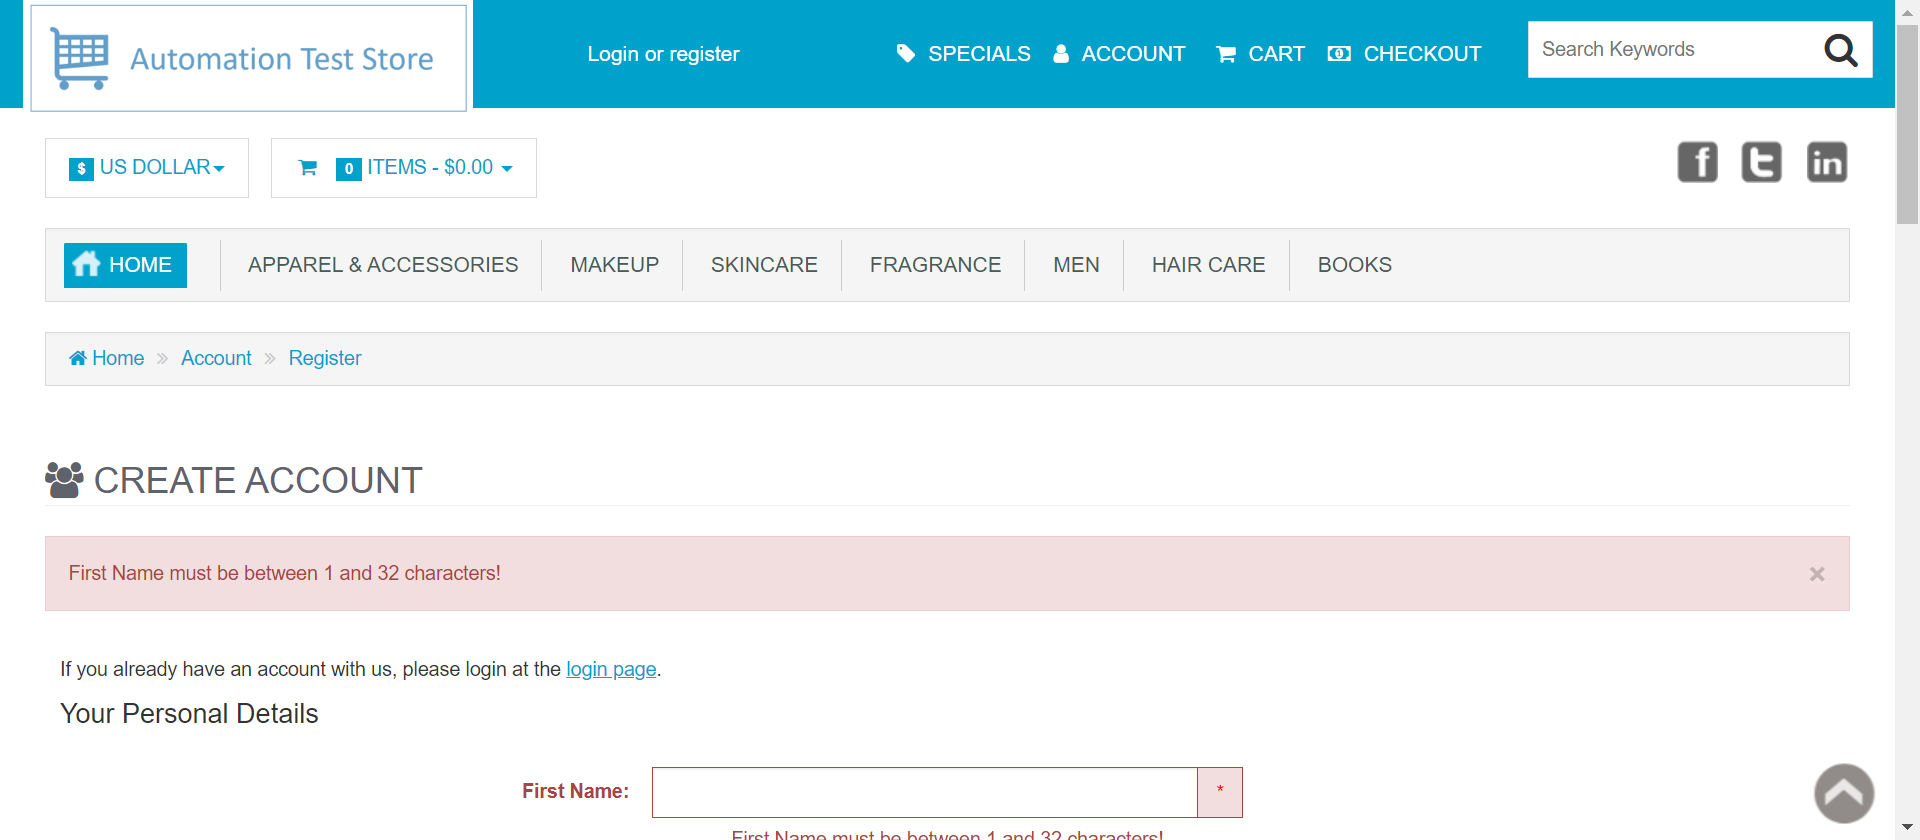 Automation Test Store
Login or register
SPECIALS
ACCOUNT
CART
CHECKOUT
Search Keywords
$ US DOLLAR
0 ITEMS - $0.00
f
t
in
HOME
APPAREL & ACCESSORIES
MAKEUP
SKINCARE
FRAGRANCE
MEN
HAIR CARE
BOOKS
Home » Account » Register
CREATE ACCOUNT
First Name must be between 1 and 32 characters!
×
If you already have an account with us, please login at the login page.
Your Personal Details
First Name:
*
First Name must be between 1 and 32 characters!